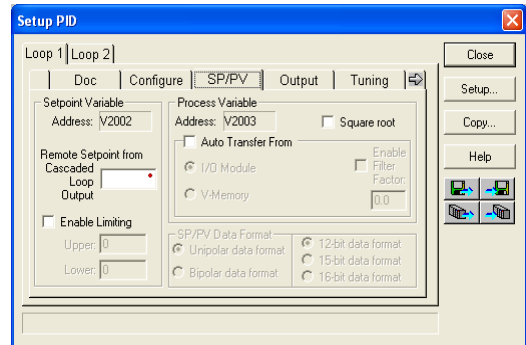 Setup PID
Loop 1 Loop 2
Doc Configure SP/PV Output Tuning
Setpoint Variable
Address: V2002
Remote Setpoint from
Cascaded
Loop
Output
Enable Limiting
Upper: 0
Lower: 0
Process Variable
Address: V2003
Square root
Auto Transfer From
I/O Module
V-Memory
Enable
Filter
Factor:
0.0
SP/PV Data Format
Unipolar data format
Bipolar data format
12-bit data format
15-bit data format
16-bit data format
Close
Setup...
Copy...
Help